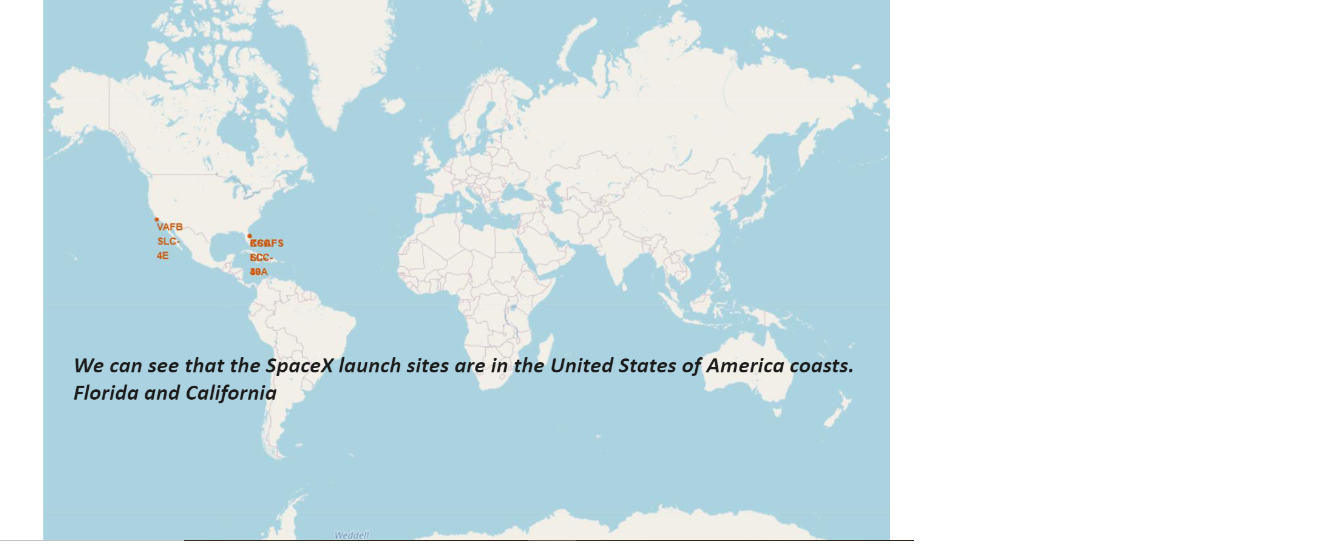 VAFB
SLC-
4E
We can see that the SpaceX launch sites are in the United States of America coasts.
Florida and California
Weddell